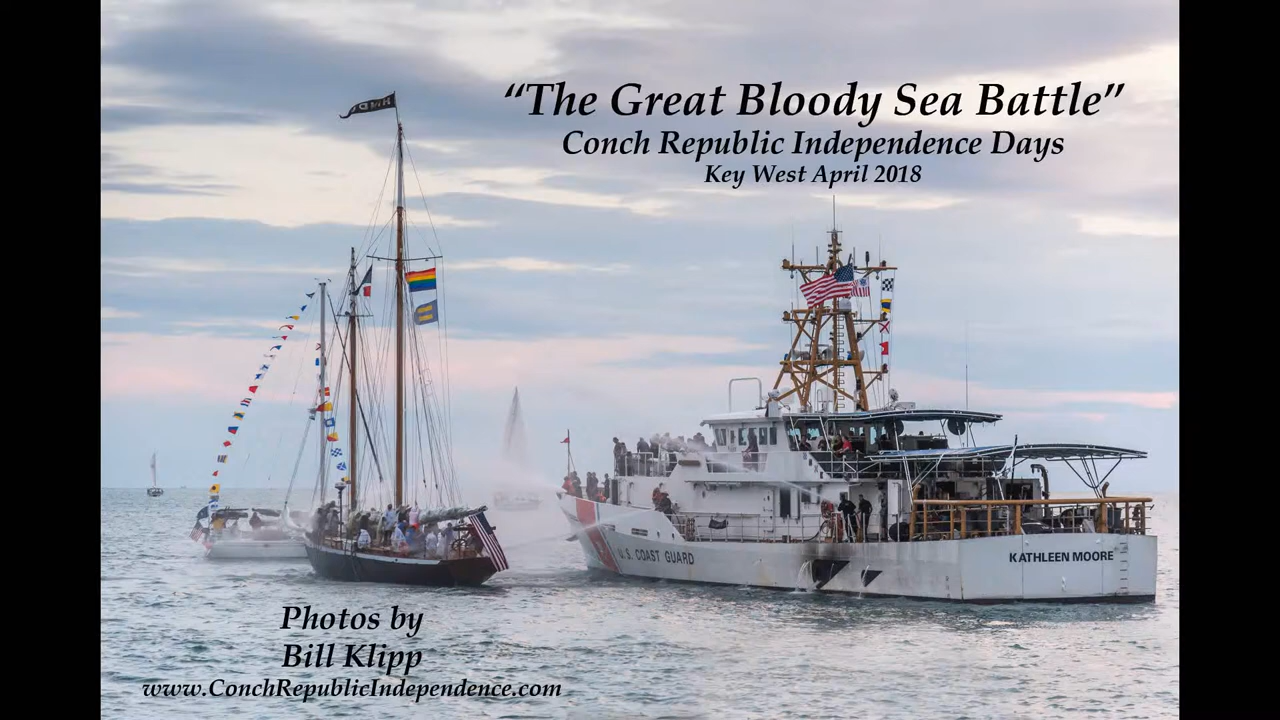 “The Great Bloody Sea Battle”
Conch Republic Independence Days
Key West April 2018
U.S. COAST GUARD
KATHLEEN MOORE
Photos by
Bill Klipp
www.ConchRepublicIndependence.com